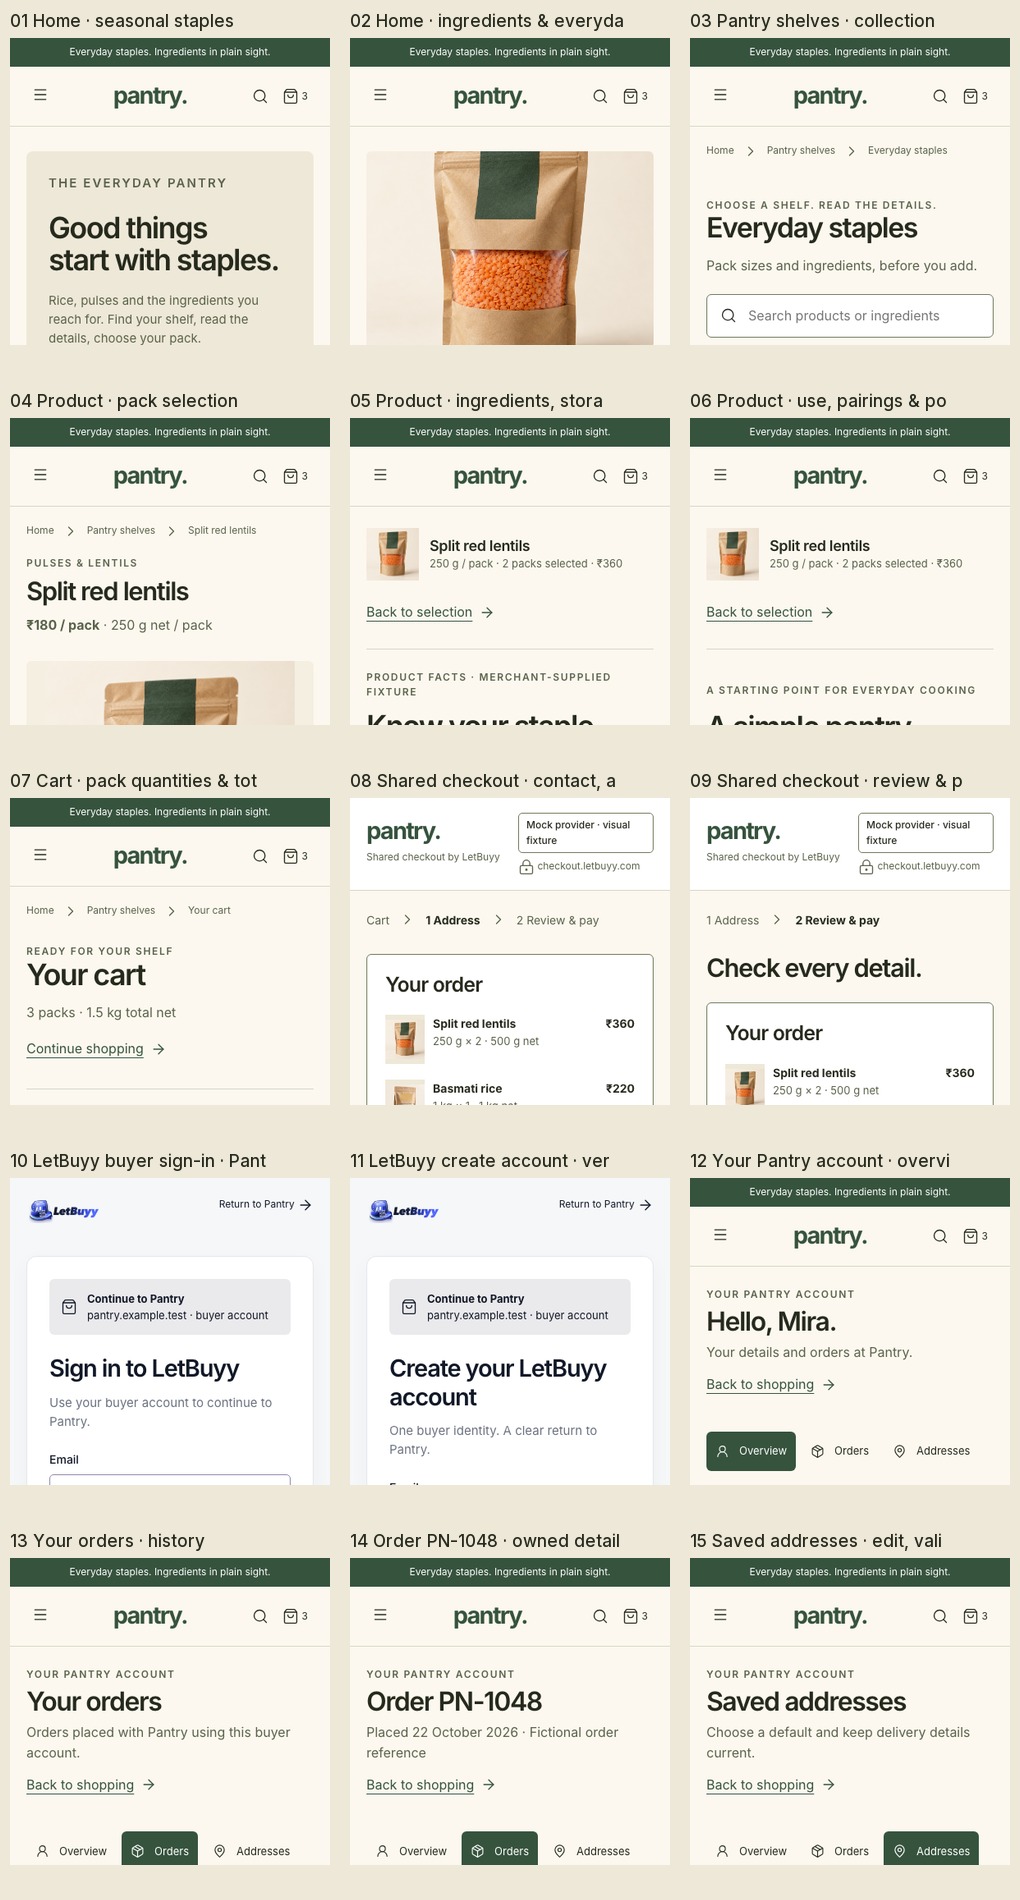 01 Home · seasonal staples
Everyday staples. Ingredients in plain sight.
pantry.
3
THE EVERYDAY PANTRY
Good things
start with staples.
Rice, pulses and the ingredients you
reach for. Find your shelf, read the
details, choose your pack.
02 Home · ingredients & everyda
Everyday staples. Ingredients in plain sight.
pantry.
3
03 Pantry shelves · collection
Everyday staples. Ingredients in plain sight.
pantry.
3
Home > Pantry shelves > Everyday staples
CHOOSE A SHELF. READ THE DETAILS.
Everyday staples
Pack sizes and ingredients, before you add.
Search products or ingredients
04 Product · pack selection
Everyday staples. Ingredients in plain sight.
pantry.
3
Home > Pantry shelves > Split red lentils
PULSES & LENTILS
Split red lentils
₹180 / pack · 250 g net / pack
05 Product · ingredients, stora
Everyday staples. Ingredients in plain sight.
pantry.
3
Split red lentils
250 g / pack · 2 packs selected · ₹360
Back to selection →
PRODUCT FACTS · MERCHANT-SUPPLIED
FIXTURE
Know your staple
06 Product · use, pairings & po
Everyday staples. Ingredients in plain sight.
pantry.
3
Split red lentils
250 g / pack · 2 packs selected · ₹360
Back to selection →
A STARTING POINT FOR EVERYDAY COOKING
A simple pantry
07 Cart · pack quantities & tot
Everyday staples. Ingredients in plain sight.
pantry.
3
Home > Pantry shelves > Your cart
READY FOR YOUR SHELF
Your cart
3 packs · 1.5 kg total net
Continue shopping →
08 Shared checkout · contact, a
pantry.
Shared checkout by LetBuyy
Mock provider · visual
fixture
checkout.letbuyy.com
Cart > 1 Address > 2 Review & pay
Your order
Split red lentils ₹360
250 g × 2 · 500 g net
Basmati rice ₹220
1 kg × 1 · 1 kg net
09 Shared checkout · review & p
pantry.
Shared checkout by LetBuyy
Mock provider · visual
fixture
checkout.letbuyy.com
1 Address > 2 Review & pay
Check every detail.
Your order
Split red lentils ₹360
250 g × 2 · 500 g net
10 LetBuyy buyer sign-in · Pant
LetBuyy
Return to Pantry →
Continue to Pantry
pantry.example.test · buyer account
Sign in to LetBuyy
Use your buyer account to continue to
Pantry.
Email
11 LetBuyy create account · ver
LetBuyy
Return to Pantry →
Continue to Pantry
pantry.example.test · buyer account
Create your LetBuyy
account
One buyer identity. A clear return to
Pantry.
Email
12 Your Pantry account · overvi
Everyday staples. Ingredients in plain sight.
pantry.
3
YOUR PANTRY ACCOUNT
Hello, Mira.
Your details and orders at Pantry.
Back to shopping →
Overview Orders Addresses
13 Your orders · history
Everyday staples. Ingredients in plain sight.
pantry.
3
YOUR PANTRY ACCOUNT
Your orders
Orders placed with Pantry using this buyer
account.
Back to shopping →
Overview Orders Addresses
14 Order PN-1048 · owned detail
Everyday staples. Ingredients in plain sight.
pantry.
3
YOUR PANTRY ACCOUNT
Order PN-1048
Placed 22 October 2026 · Fictional order
reference
Back to shopping →
Overview Orders Addresses
15 Saved addresses · edit, vali
Everyday staples. Ingredients in plain sight.
pantry.
3
YOUR PANTRY ACCOUNT
Saved addresses
Choose a default and keep delivery details
current.
Back to shopping →
Overview Orders Addresses